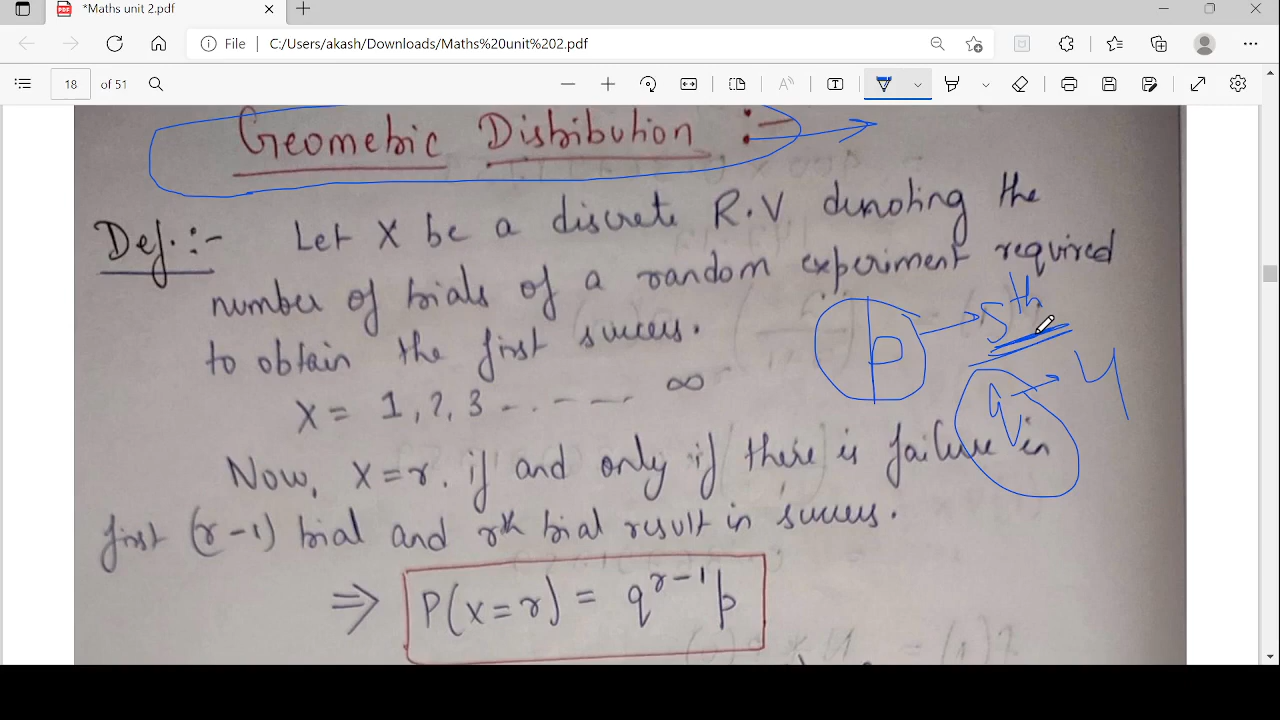 *Maths unit 2.pdf
File C:/Users/akash/Downloads/Maths%20unit%202.pdf
18 of 51
Geometric Distribution :-
Def. :- Let X be a discrete R.V denoting the
number of trials of a random experiment required
to obtain the first success.
p → 5th
X = 1, 2, 3 - - - - - ∞
q → 4
Now, X = r. if and only if there is failure in
first (r-1) trial and rth trial result in success.
⇒ P(X=r) = q^{r-1} p